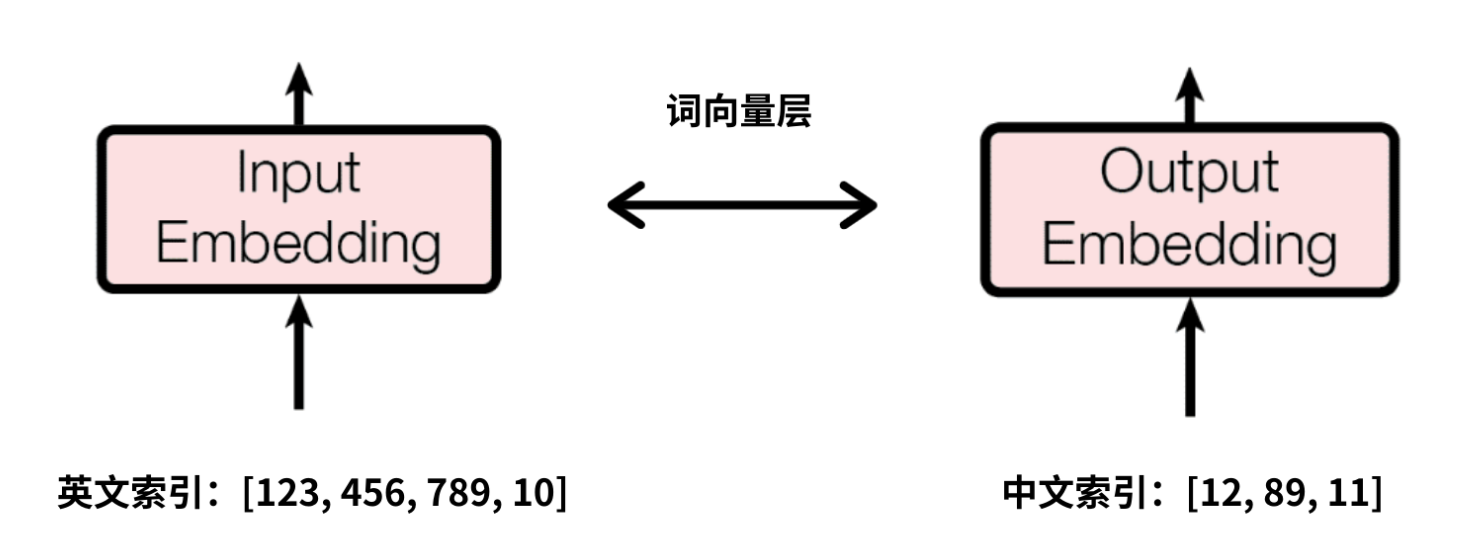 词向量层
Input
Embedding
Output
Embedding
英文索引：[123, 456, 789, 10]
中文索引：[12, 89, 11]